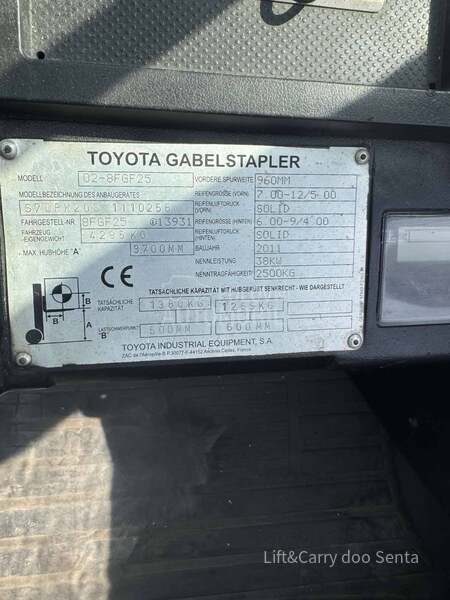 TOYOTA GABELSTAPLER
MODELL 02-8FGF25 VORDERE SPURWEITE 960MM
MODELLBEZEICHNUNG DES ANBAUGERÄTES REIFENGRÖSSE (VORN) 7.00-12/5.00
1110256 REIFENLUFTDRUCK (VORN) SOLID
FAHRGESTELL-NR 8FGF25 13931 REIFENGRÖSSE (HINTEN) 6.00-9/4.00
FAHRZEUG -EIGENGEWICHT 4295KG REIFENLUFTDRUCK (HINTEN) SOLID
MAX. HUBHÖHE "A" 3700MM BAUJAHR 2011
NENNLEISTUNG 38KW
NENNTRAGFÄHIGKEIT 2500KG
CE TATSÄCHLICHE KAPAZITÄT MIT HUBGERÜST SENKRECHT - WIE DARGESTELLT
B A B
TATSÄCHLICHE KAPAZITÄT 1360KG
LASTSCHWERPUNKT "B" 500MM 600MM
TOYOTA INDUSTRIAL EQUIPMENT, S.A.
Lift&Carry doo Senta